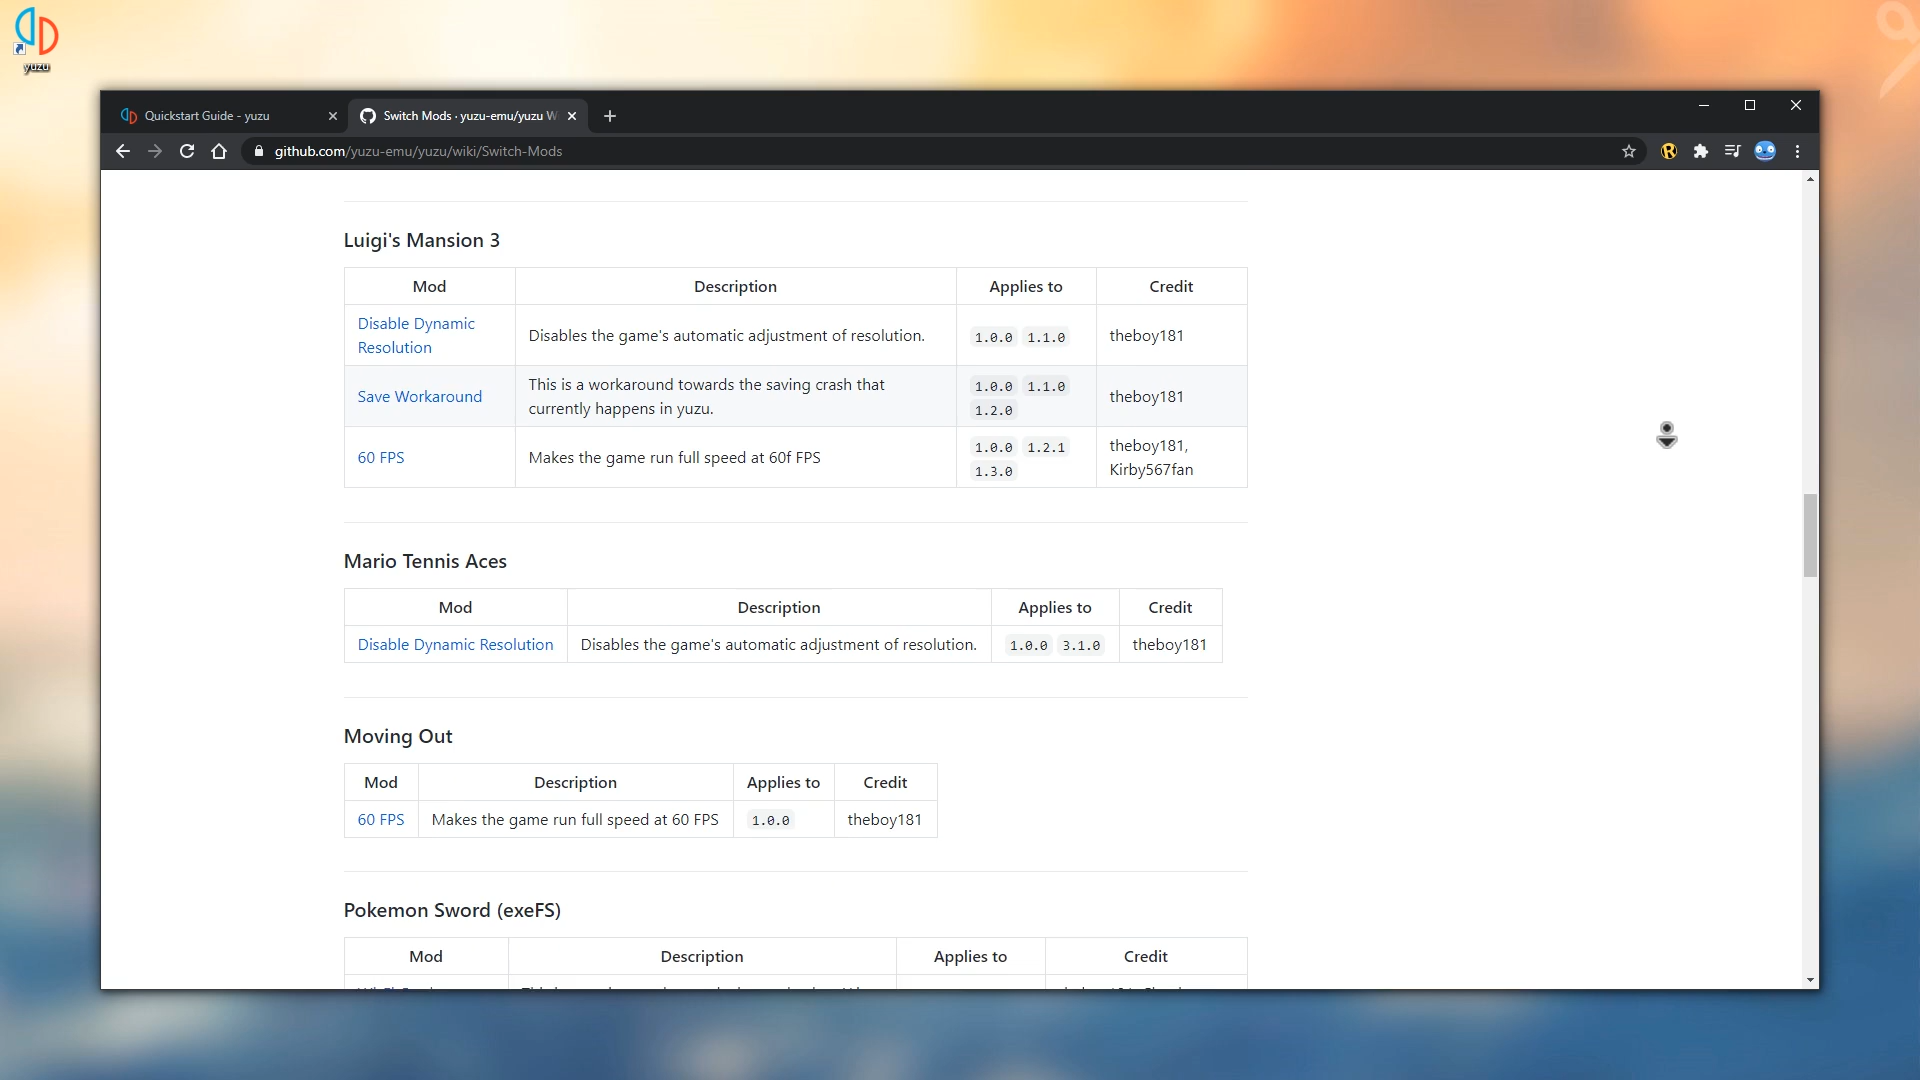 yuzu
Quickstart Guide - yuzu
Switch Mods · yuzu-emu/yuzu W
github.com/yuzu-emu/yuzu/wiki/Switch-Mods
Luigi's Mansion 3
Mod Description Applies to Credit
Disable Dynamic
Resolution
Disables the game's automatic adjustment of resolution.
1.0.0 1.1.0
theboy181
Save Workaround
This is a workaround towards the saving crash that
currently happens in yuzu.
1.0.0 1.1.0
1.2.0
theboy181
60 FPS
Makes the game run full speed at 60f FPS
1.0.0 1.2.1
1.3.0
theboy181,
Kirby567fan
Mario Tennis Aces
Mod Description Applies to Credit
Disable Dynamic Resolution Disables the game's automatic adjustment of resolution. 1.0.0 3.1.0 theboy181
Moving Out
Mod Description Applies to Credit
60 FPS Makes the game run full speed at 60 FPS 1.0.0 theboy181
Pokemon Sword (exeFS)
Mod Description Applies to Credit